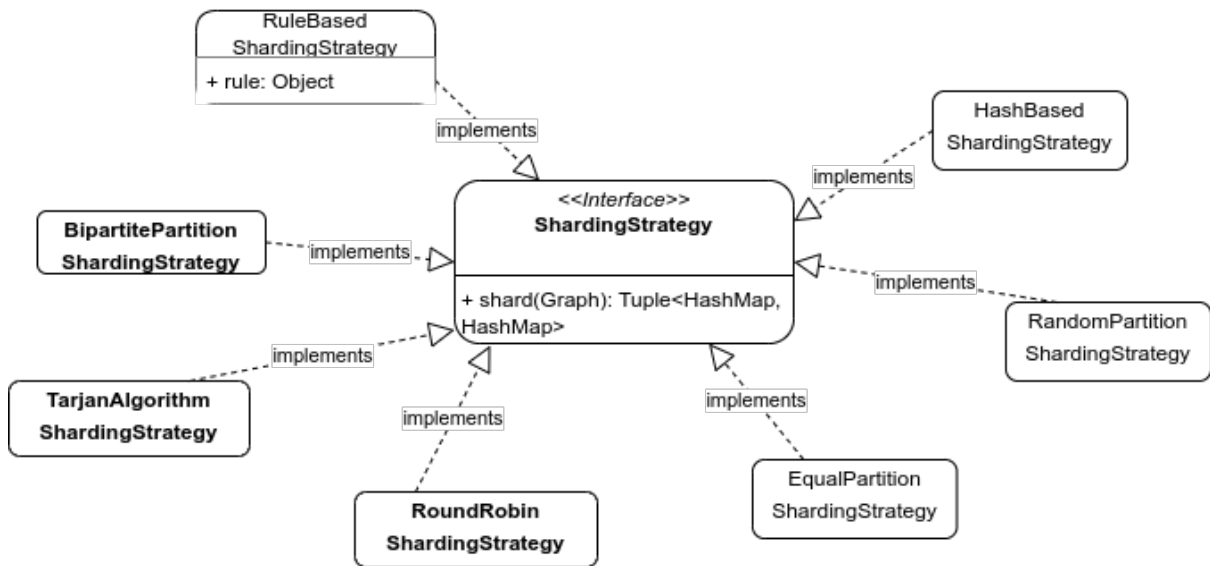 RuleBased
ShardingStrategy
+ rule: Object
implements
HashBased
ShardingStrategy
implements
<<Interface>>
ShardingStrategy
+ shard(Graph): Tuple<HashMap,
HashMap>
BipartitePartition
ShardingStrategy
implements
implements
RandomPartition
ShardingStrategy
implements
TarjanAlgorithm
ShardingStrategy
implements
RoundRobin
ShardingStrategy
implements
EqualPartition
ShardingStrategy